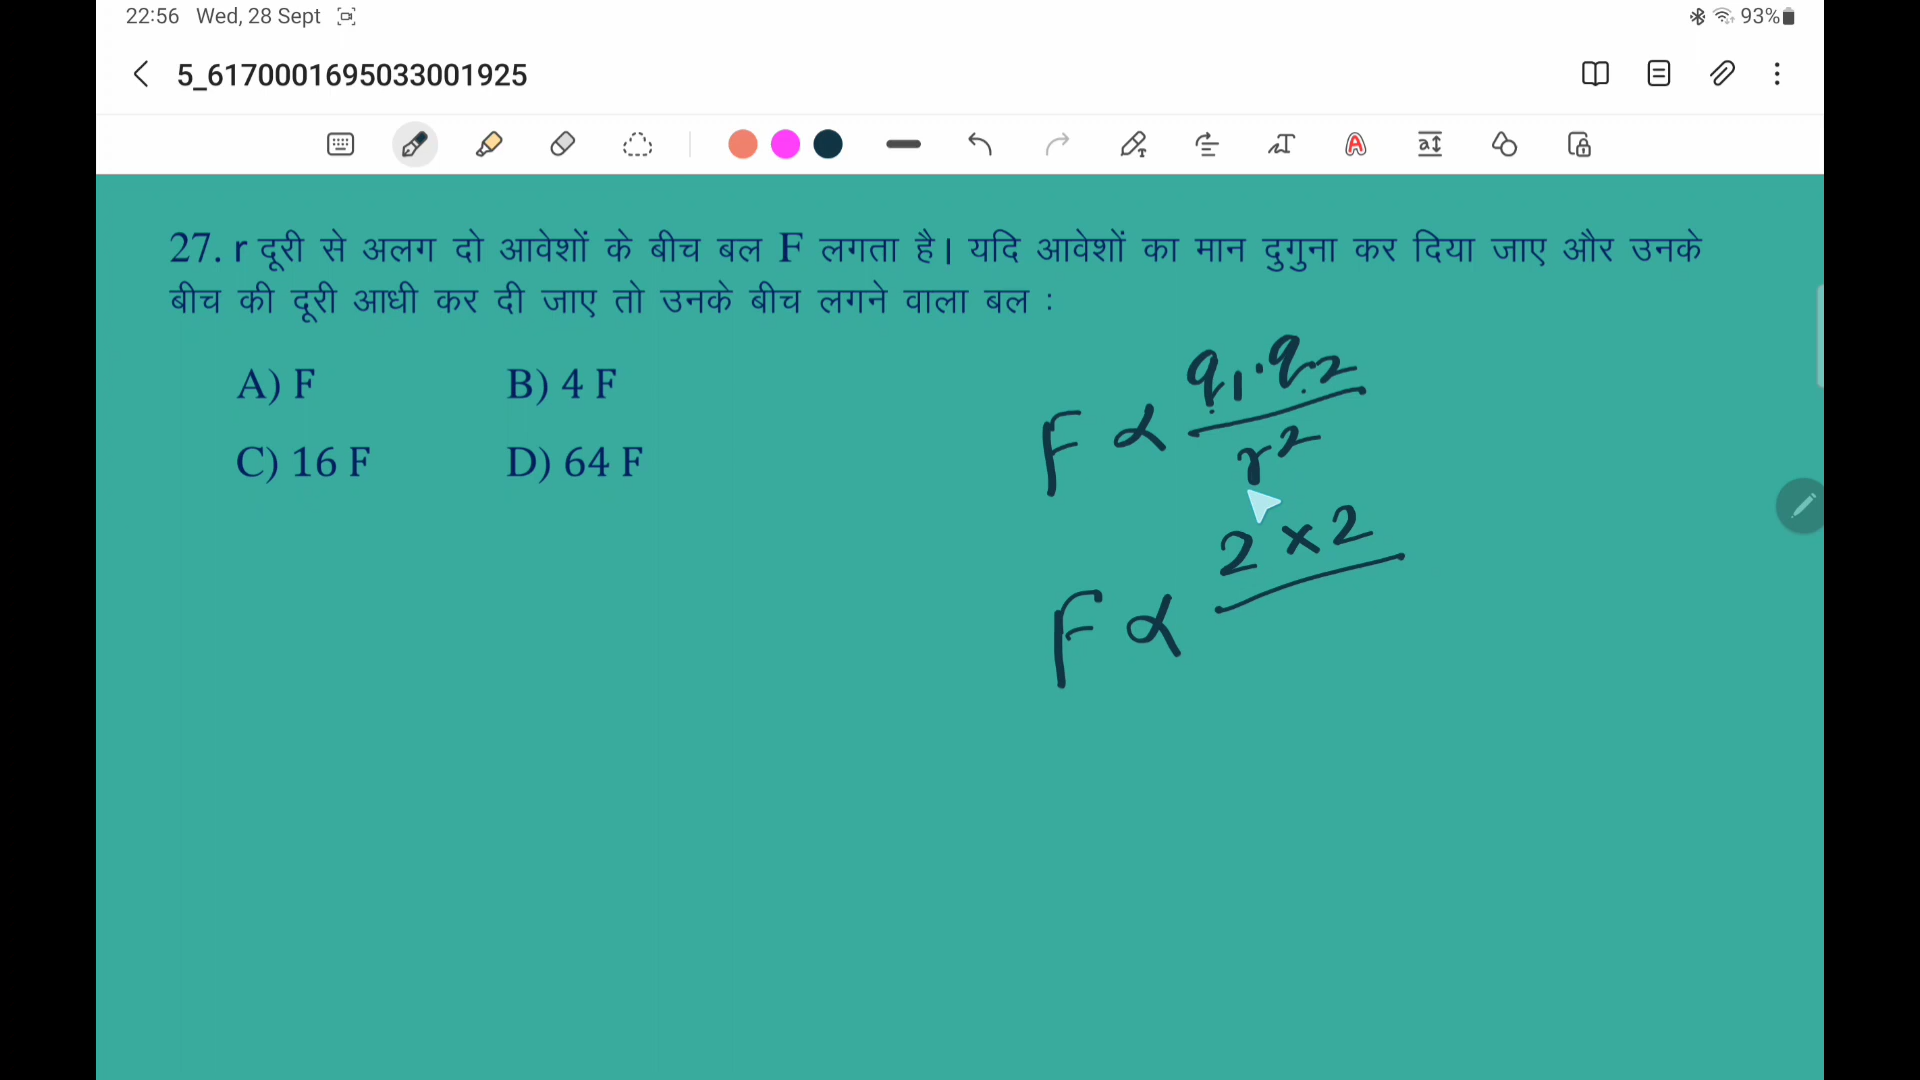 22:56 Wed, 28 Sept 93%
5_6170001695033001925
27. r दूरी से अलग दो आवेशों के बीच बल F लगता है। यदि आवेशों का मान दुगुना कर दिया जाए और उनके
बीच की दूरी आधी कर दी जाए तो उनके बीच लगने वाला बल :
A) F B) 4 F
C) 16 F D) 64 F
F ∝ q₁.q₂
r²
F ∝ 2 × 2